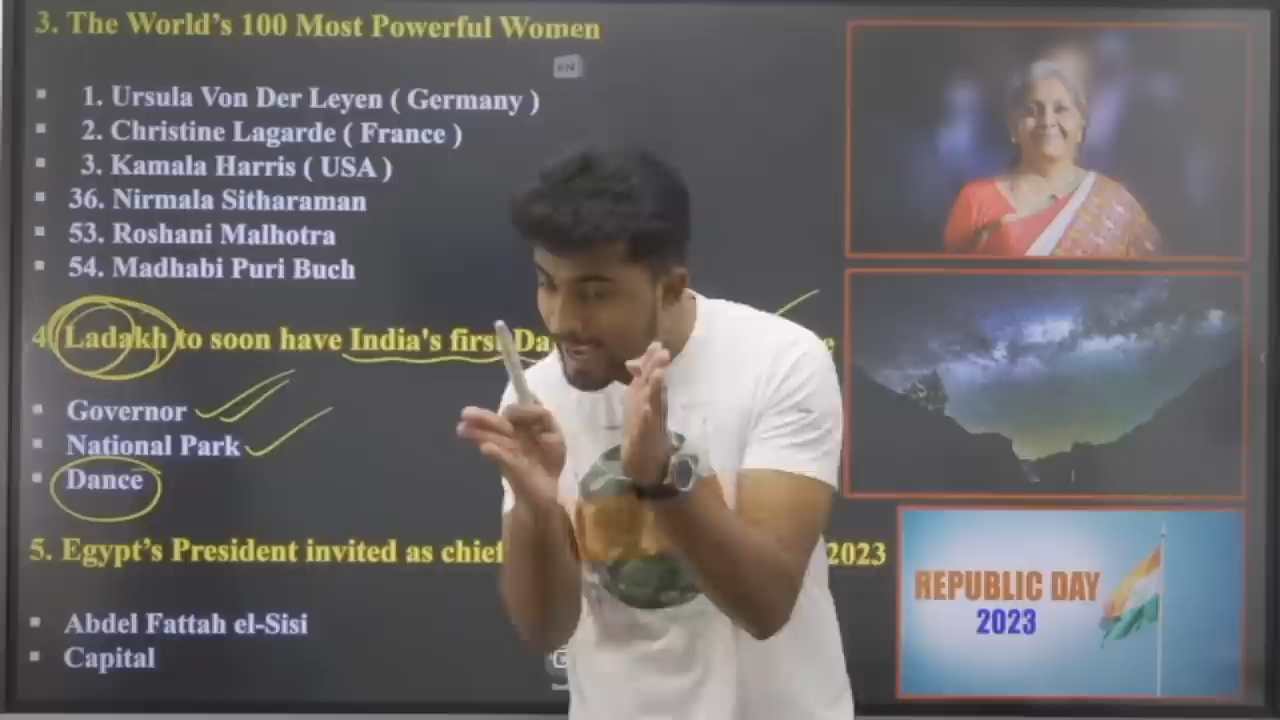 3. The World's 100 Most Powerful Women
1. Ursula Von Der Leyen ( Germany )
2. Christine Lagarde ( France )
3. Kamala Harris ( USA )
36. Nirmala Sitharaman
53. Roshani Malhotra
54. Madhabi Puri Buch
4 Ladakh to soon have India's first
Governor
National Park
Dance
5. Egypt's President invited as chief 2023
Abdel Fattah el-Sisi
Capital
REPUBLIC DAY
2023